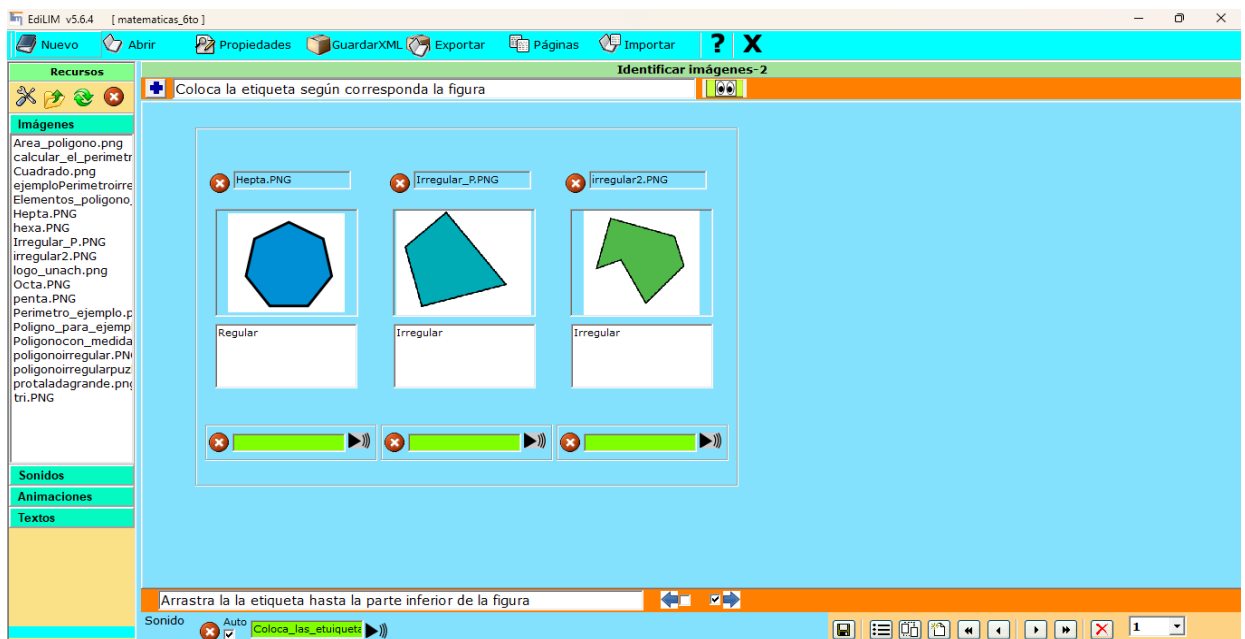 EdiLIM v5.6.4 [ matematicas_6to ]
Nuevo Abrir Propiedades GuardarXML Exportar Páginas Importar ? X
Recursos
Identificar imágenes-2
Coloca la etiqueta según corresponda la figura
Imágenes
Area_poligono.png
calcular_el_perimetr
Cuadrado.png
ejemploPerimetroirre
Elementos_poligono_
Hepta.PNG
hexa.PNG
Irregular_P.PNG
irregular2.PNG
logo_unach.png
Octa.PNG
penta.PNG
Perimetro_ejemplo.p
Poligno_para_ejemp
Poligonocon_medida
poligonoirregular.PN
poligonoirregularpuz
protaladagrande.png
tri.PNG
Sonidos
Animaciones
Textos
Hepta.PNG Irregular_P.PNG irregular2.PNG
Regular Irregular Irregular
Arrastra la la etiqueta hasta la parte inferior de la figura
Sonido Auto Coloca_las_etuiqueta 1